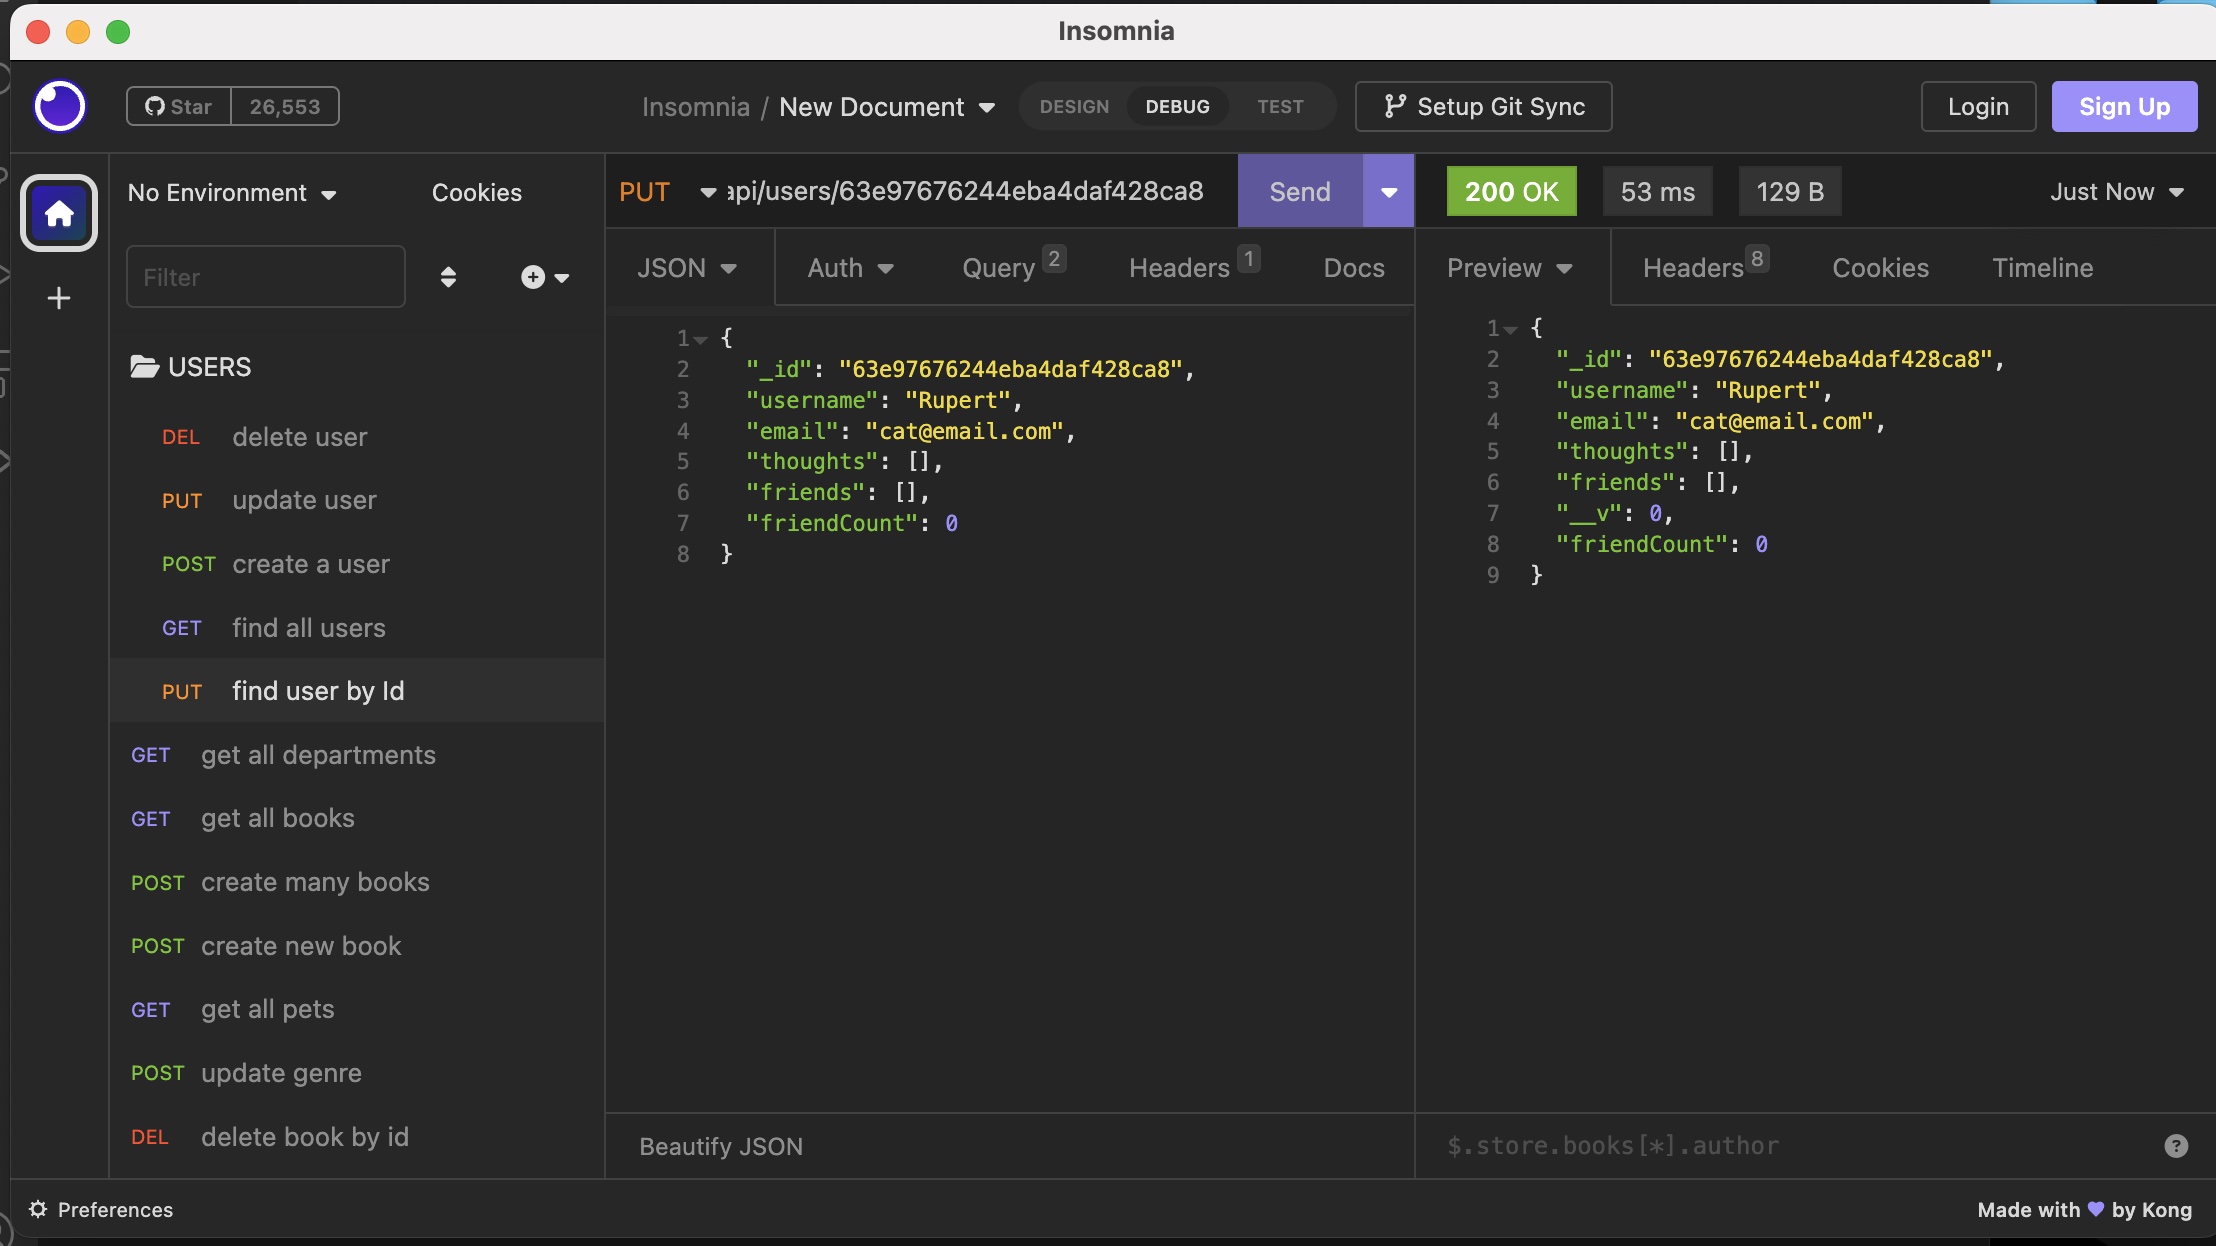 Insomnia
Star 26,553
Insomnia / New Document
DESIGN DEBUG TEST
Setup Git Sync
Login
Sign Up
No Environment
Cookies
Filter
USERS
DEL delete user
PUT update user
POST create a user
GET find all users
PUT find user by Id
GET get all departments
GET get all books
POST create many books
POST create new book
GET get all pets
POST update genre
DEL delete book by id
PUT api/users/63e97676244eba4daf428ca8 Send
JSON Auth Query 2 Headers 1 Docs
1 {
2 "_id": "63e97676244eba4daf428ca8",
3 "username": "Rupert",
4 "email": "cat@email.com",
5 "thoughts": [],
6 "friends": [],
7 "friendCount": 0
8 }
Beautify JSON
200 OK 53 ms 129 B Just Now
Preview Headers 8 Cookies Timeline
1 {
2 "_id": "63e97676244eba4daf428ca8",
3 "username": "Rupert",
4 "email": "cat@email.com",
5 "thoughts": [],
6 "friends": [],
7 "__v": 0,
8 "friendCount": 0
9 }
$.store.books[*].author ?
Preferences
Made with 💜 by Kong